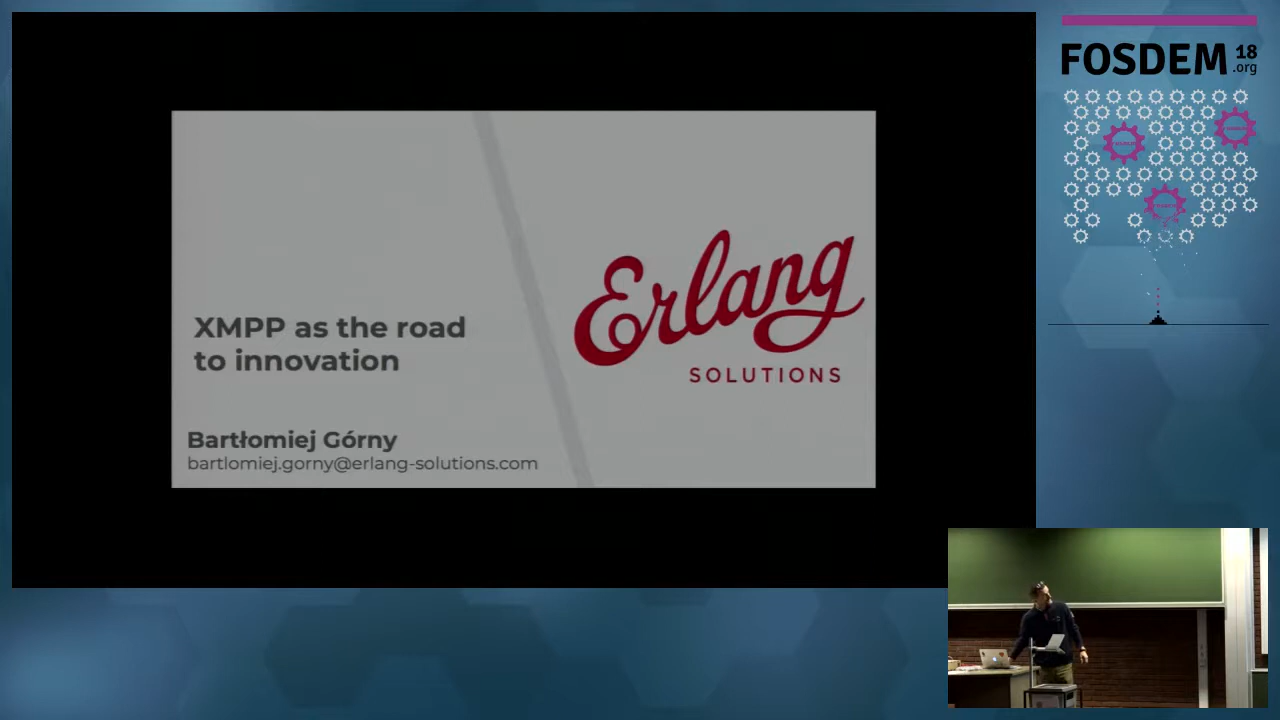 FOSDEM 18
.org
XMPP as the road
to innovation
Erlang
SOLUTIONS
Bartłomiej Górny
bartlomiej.gorny@erlang-solutions.com